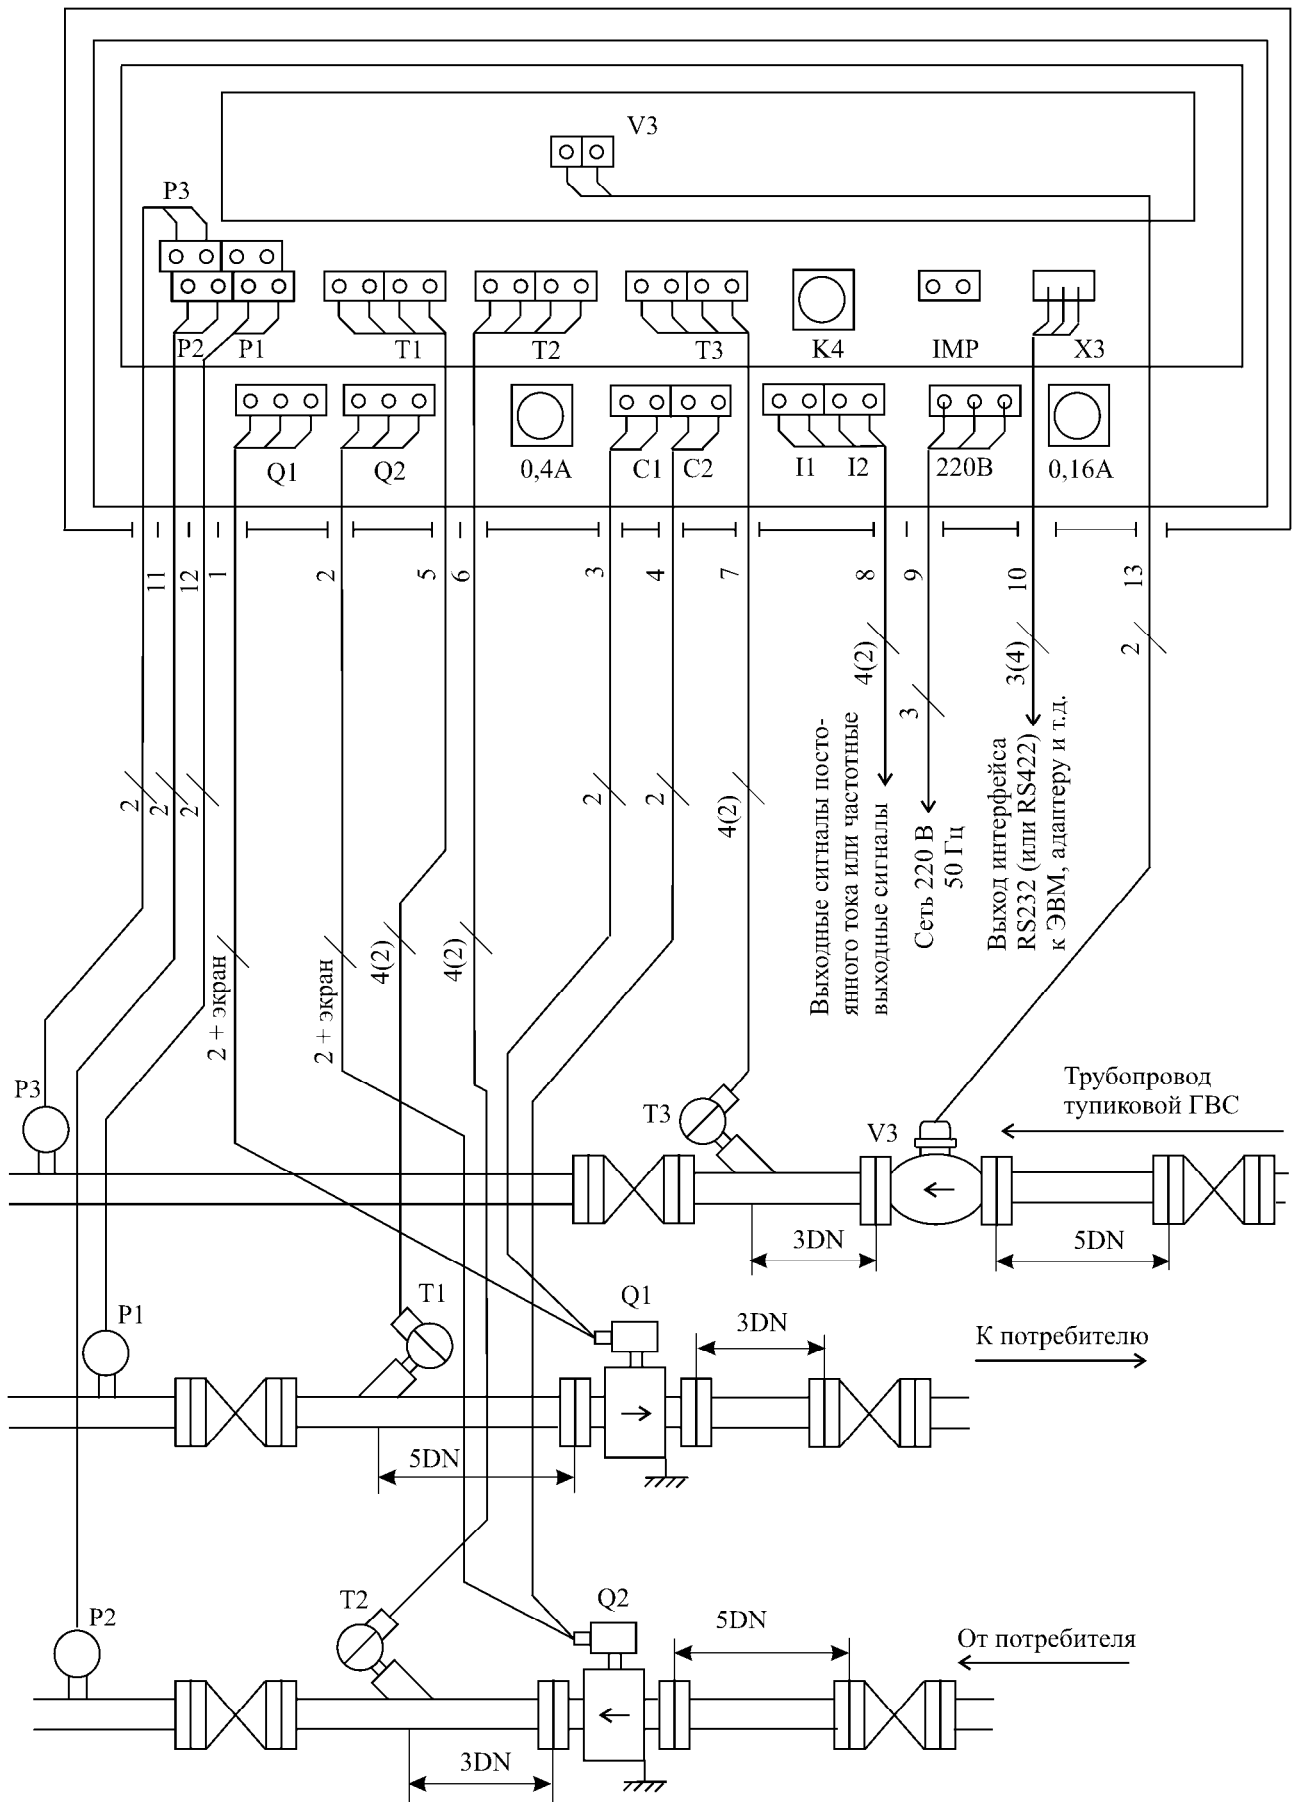 V3
P3
P2
P1
T1
T2
T3
K4
IMP
X3
Q1
Q2
0,4A
C1
C2
I1
I2
220В
0,16A
11
12
1
2
5
6
3
4
7
8
9
10
13
2
2
2
2 + экран
2 + экран
4(2)
4(2)
2
2
4(2)
4(2)
3
3(4)
2
Выходные сигналы посто-
янного тока или частотные
выходные сигналы
Сеть 220 В
50 Гц
Выход интерфейса
RS232 (или RS422)
к ЭВМ, адаптеру и т.д.
P3
T3
V3
Трубопровод
тупиковой ГВС
3DN
5DN
P1
T1
Q1
3DN
К потребителю
5DN
P2
T2
Q2
5DN
От потребителя
3DN